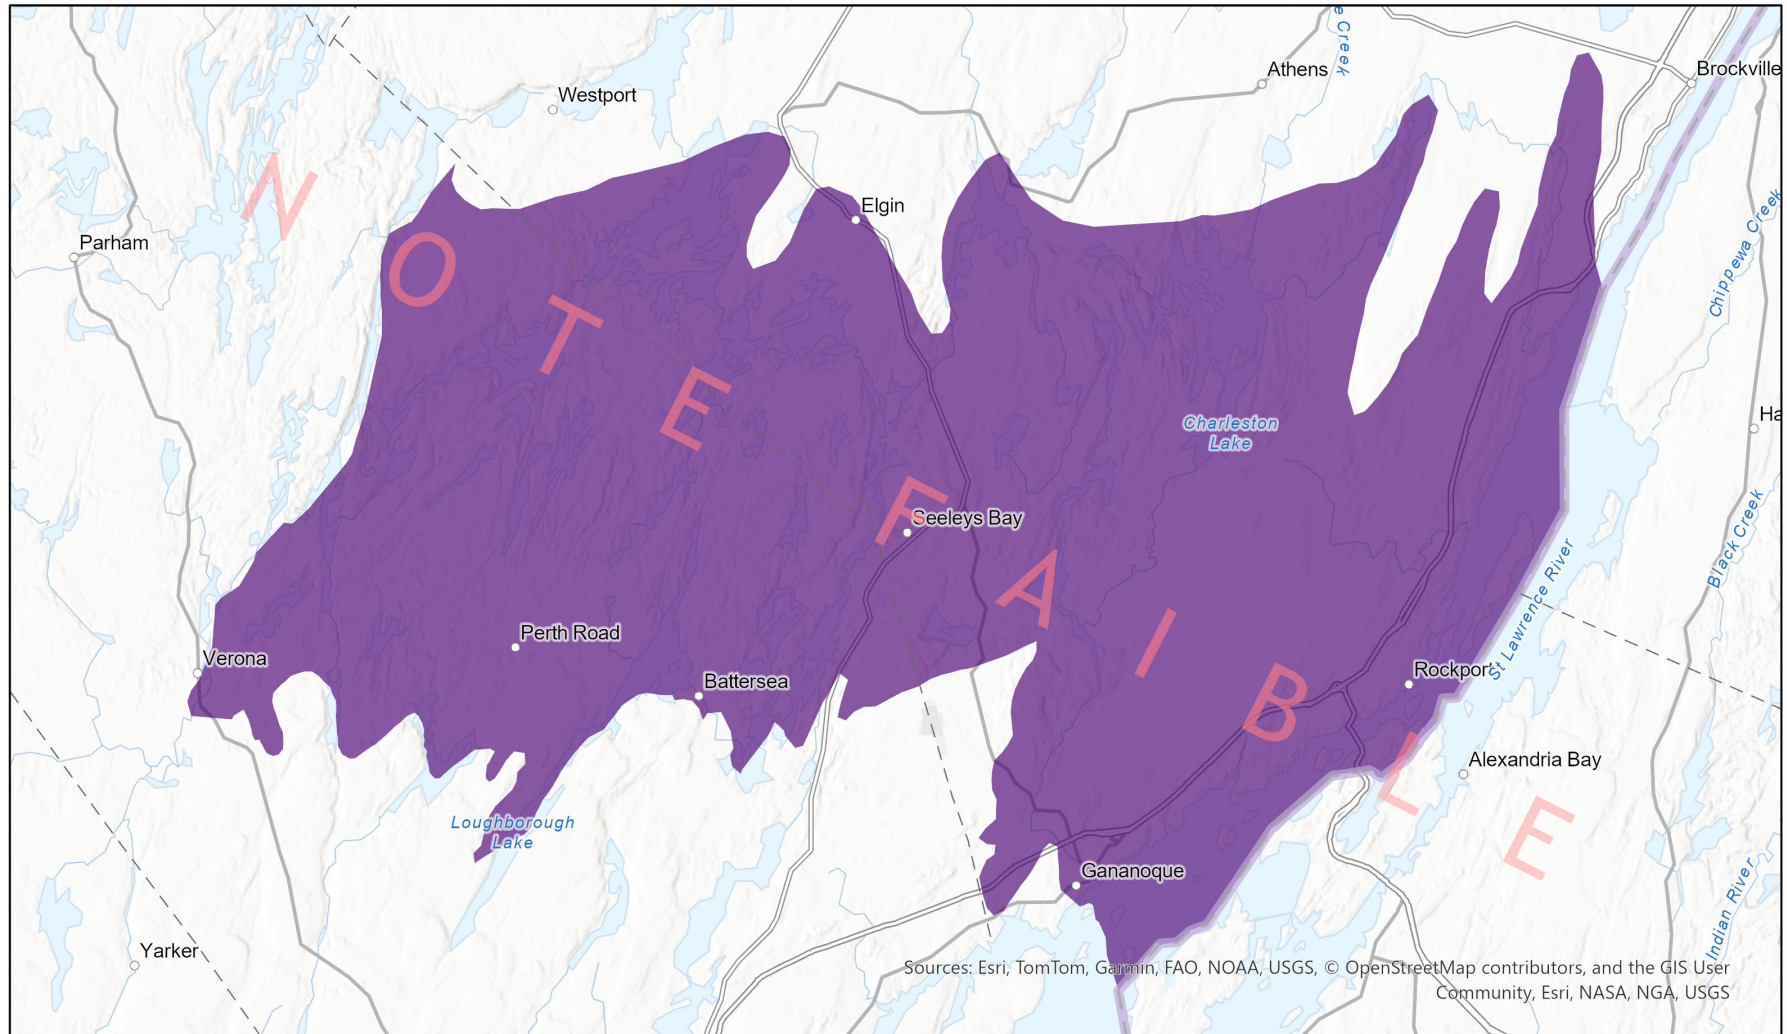 e Creek
Athens
Brockville
Westport
N
O
T
E
F
A
I
B
L
E
Elgin
Parham
Chippewa Creek
Charleston
Lake
Ha
Seeleys Bay
Black Creek
St Lawrence River
Perth Road
Verona
Battersea
Rockport
Alexandria Bay
Loughborough
Lake
Gananoque
Indian River
Yarker
Sources: Esri, TomTom, Garmin, FAO, NOAA, USGS, © OpenStreetMap contributors, and the GIS User
Community, Esri, NASA, NGA, USGS